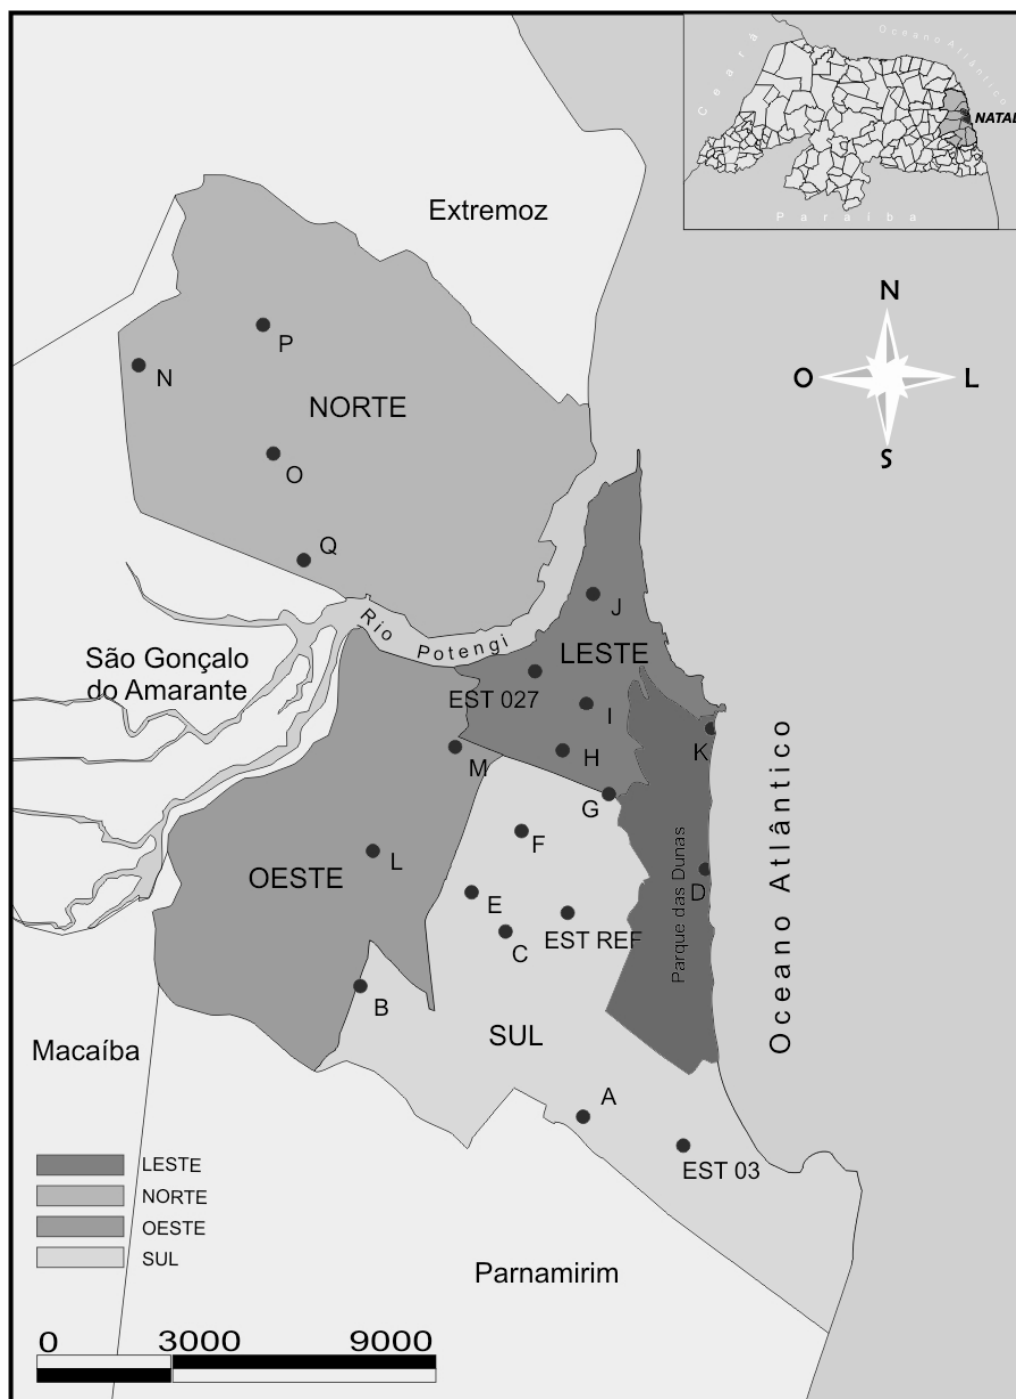 Ceará
Oceano Atlântico
NATAL
Paraíba
Extremoz
N
O
L
S
P
N
NORTE
O
Q
J
Rio Potengi
LESTE
São Gonçalo
do Amarante
EST 027
I
K
H
M
G
F
Oceano Atlântico
Parque das Dunas
L
OESTE
D
E
EST REF
C
B
SUL
Macaíba
A
EST 03
LESTE
NORTE
OESTE
SUL
Parnamirim
0 3000 9000